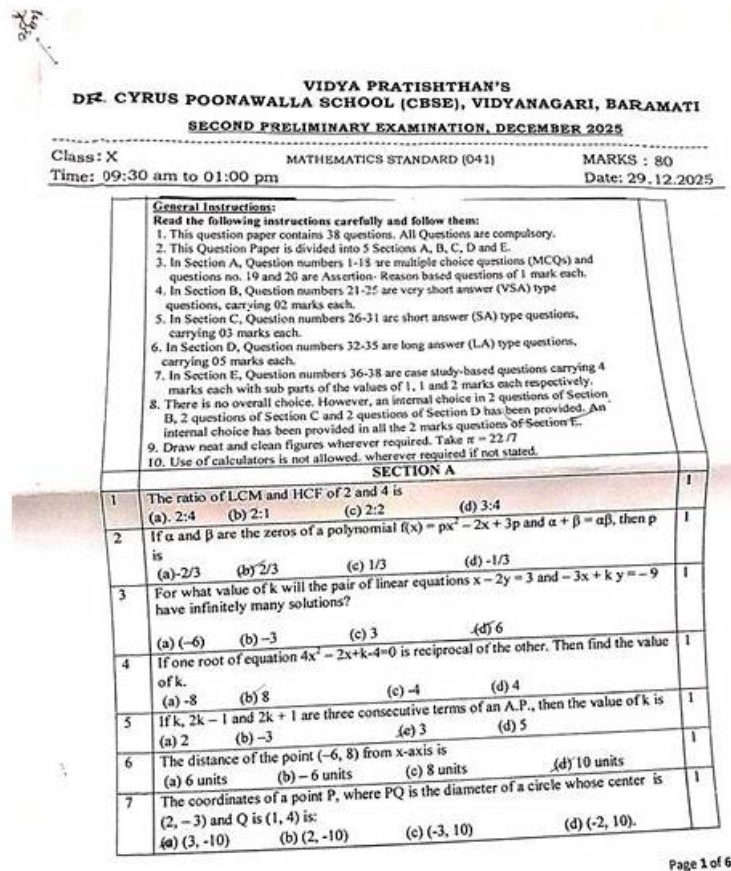 VIDYA PRATISHTHAN'S
DR. CYRUS POONAWALLA SCHOOL (CBSE), VIDYANAGARI, BARAMATI
SECOND PRELIMINARY EXAMINATION, DECEMBER 2025
Class: X MATHEMATICS STANDARD (041) MARKS : 80
Time: 09:30 am to 01:00 pm Date: 29.12.2025
General Instructions:
Read the following instructions carefully and follow them:
1. This question paper contains 38 questions. All Questions are compulsory.
2. This Question Paper is divided into 5 Sections A, B, C, D and E.
3. In Section A, Question numbers 1-18 are multiple choice questions (MCQs) and
questions no. 19 and 20 are Assertion- Reason based questions of 1 mark each.
4. In Section B, Question numbers 21-25 are very short answer (VSA) type
questions, carrying 02 marks each.
5. In Section C, Question numbers 26-31 are short answer (SA) type questions,
carrying 03 marks each.
6. In Section D, Question numbers 32-35 are long answer (LA) type questions,
carrying 05 marks each.
7. In Section E, Question numbers 36-38 are case study-based questions carrying 4
marks each with sub parts of the values of 1, 1 and 2 marks each respectively.
8. There is no overall choice. However, an internal choice in 2 questions of Section
B, 2 questions of Section C and 2 questions of Section D has been provided. An
internal choice has been provided in all the 2 marks questions of Section E.
9. Draw neat and clean figures wherever required. Take π = 22/7
10. Use of calculators is not allowed. wherever required if not stated.
SECTION A
1 The ratio of LCM and HCF of 2 and 4 is 1
(a). 2:4 (b) 2:1 (c) 2:2 (d) 3:4
2 If α and β are the zeros of a polynomial f(x) = px² – 2x + 3p and α + β = αβ, then p 1
is
(a)-2/3 (b) 2/3 (c) 1/3 (d) -1/3
3 For what value of k will the pair of linear equations x – 2y = 3 and – 3x + k y = – 9 1
have infinitely many solutions?
(a) (–6) (b) –3 (c) 3 (d) 6
4 If one root of equation 4x² – 2x+k-4=0 is reciprocal of the other. Then find the value 1
of k.
(a) -8 (b) 8 (c) -4 (d) 4
5 If k, 2k – 1 and 2k + 1 are three consecutive terms of an A.P., then the value of k is 1
(a) 2 (b) –3 (c) 3 (d) 5
6 The distance of the point (–6, 8) from x-axis is 1
(a) 6 units (b) – 6 units (c) 8 units (d) 10 units
7 The coordinates of a point P, where PQ is the diameter of a circle whose center is 1
(2, – 3) and Q is (1, 4) is:
(a) (3, -10) (b) (2, -10) (c) (-3, 10) (d) (-2, 10).
Page 1 of 6